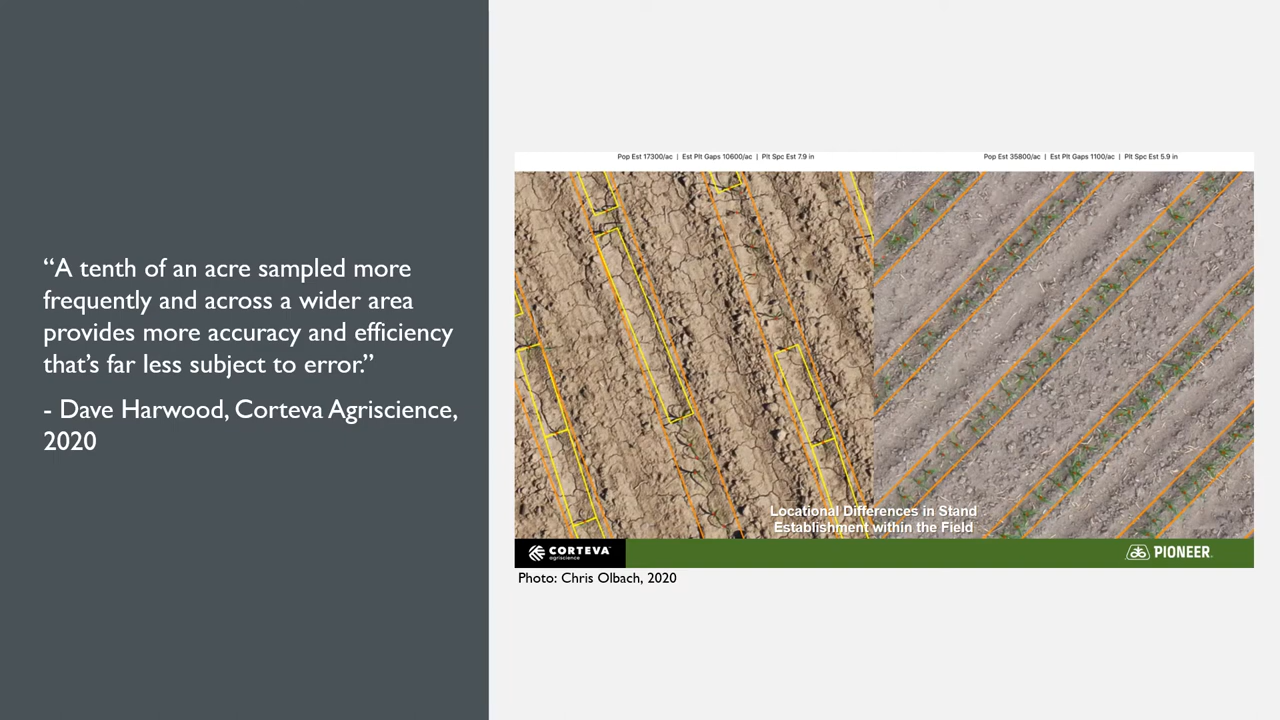 “A tenth of an acre sampled more
frequently and across a wider area
provides more accuracy and efficiency
that’s far less subject to error.”
- Dave Harwood, Corteva Agriscience,
2020
Pop Est 17300/ac | Est Plt Gaps 10600/ac | Plt Spc Est 7.9 in
Pop Est 35800/ac | Est Plt Gaps 1100/ac | Plt Spc Est 5.9 in
Locational Differences in Stand
Establishment within the Field
CORTEVA™
agriscience
PIONEER.
Photo: Chris Olbach, 2020